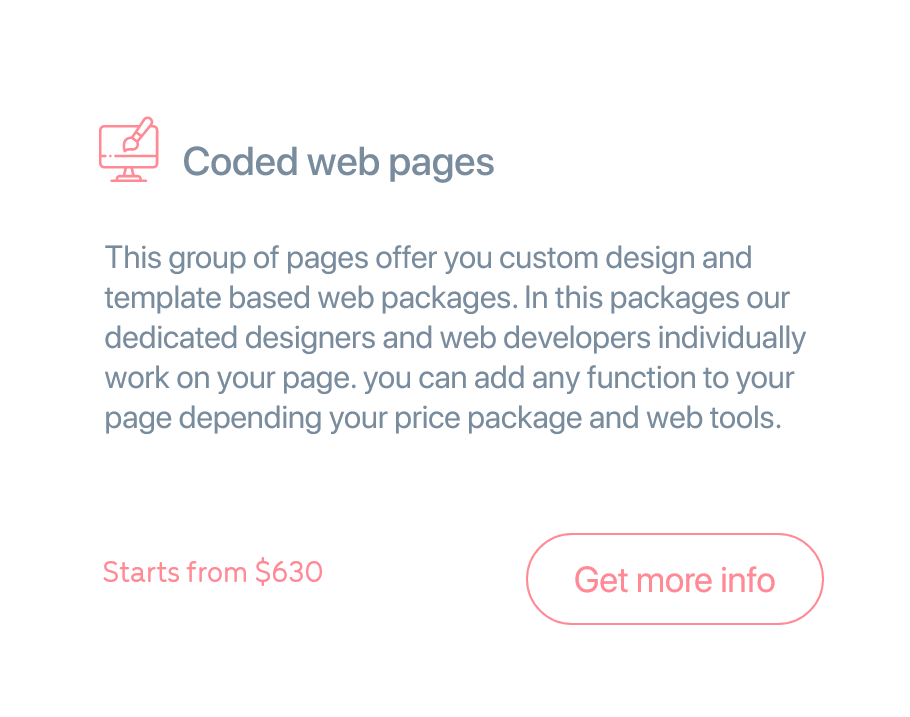 Coded web pages
This group of pages offer you custom design and
template based web packages. In this packages our
dedicated designers and web developers individually
work on your page. you can add any function to your
page depending your price package and web tools.
Starts from $630
Get more info